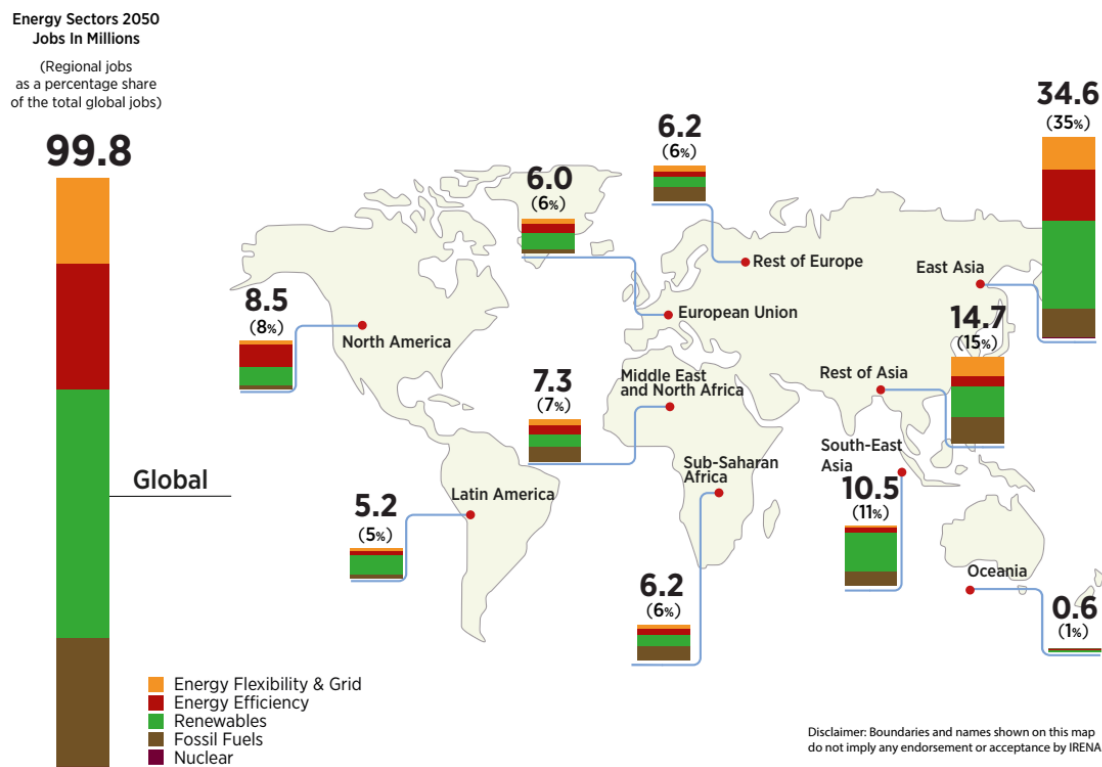 Energy Sectors 2050
Jobs In Millions
(Regional jobs
as a percentage share
of the total global jobs)
99.8
Global
6.2
(6%)
34.6
(35%)
6.0
(6%)
Rest of Europe
East Asia
8.5
(8%)
European Union
14.7
(15%)
North America
7.3
(7%)
Middle East
and North Africa
Rest of Asia
South-East
Asia
Sub-Saharan
Africa
10.5
(11%)
Latin America
5.2
(5%)
Oceania
6.2
(6%)
0.6
(1%)
Energy Flexibility & Grid
Energy Efficiency
Renewables
Fossil Fuels
Nuclear
Disclaimer: Boundaries and names shown on this map
do not imply any endorsement or acceptance by IRENA